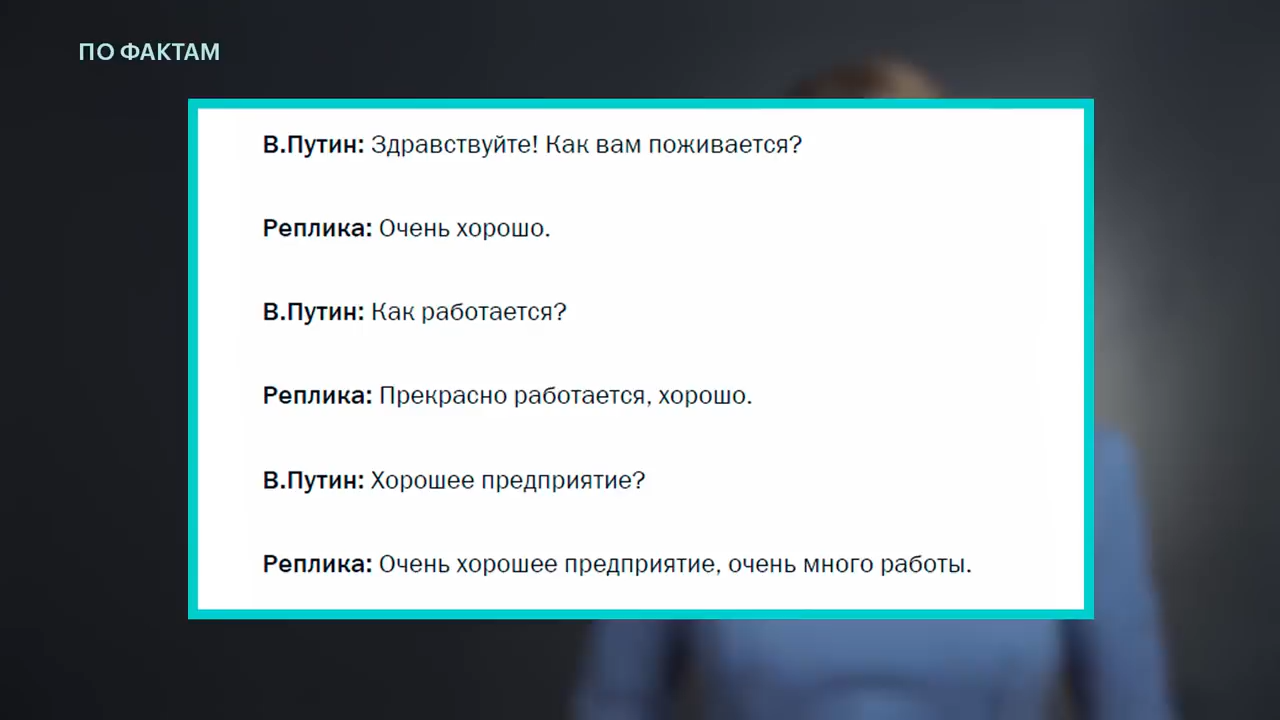 ПО ФАКТАМ
В.Путин: Здравствуйте! Как вам поживается?
Реплика: Очень хорошо.
В.Путин: Как работается?
Реплика: Прекрасно работается, хорошо.
В.Путин: Хорошее предприятие?
Реплика: Очень хорошее предприятие, очень много работы.